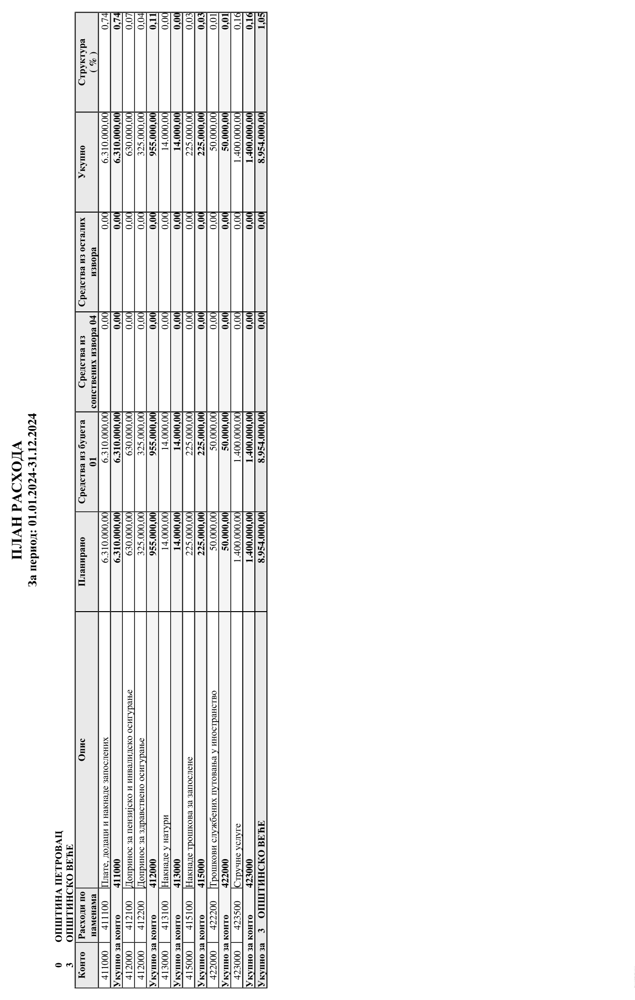 ПЛАН РАСХОДА
За период: 01.01.2024-31.12.2024
0 ОПШТИНА ПЕТРОВАЦ
3 ОПШТИНСКО ВЕЋЕ
Конто Расходи по наменама Опис Планирано Средства из буџета 01 Средства из сопствених извора 04 Средства из осталих извора Укупно Структура ( % )
411000 411100 Плате, додаци и накнаде запослених 6.310.000,00 6.310.000,00 0,00 0,00 6.310.000,00 0,74
Укупно за конто 411000 6.310.000,00 6.310.000,00 0,00 0,00 6.310.000,00 0,74
412000 412100 Допринос за пензијско и инвалидско осигурање 630.000,00 630.000,00 0,00 0,00 630.000,00 0,07
412000 412200 Допринос за здравствено осигурање 325.000,00 325.000,00 0,00 0,00 325.000,00 0,04
Укупно за конто 412000 955.000,00 955.000,00 0,00 0,00 955.000,00 0,11
413000 413100 Накнаде у натури 14.000,00 14.000,00 0,00 0,00 14.000,00 0,00
Укупно за конто 413000 14.000,00 14.000,00 0,00 0,00 14.000,00 0,00
415000 415100 Накнаде трошкова за запослене 225.000,00 225.000,00 0,00 0,00 225.000,00 0,03
Укупно за конто 415000 225.000,00 225.000,00 0,00 0,00 225.000,00 0,03
422000 422200 Трошкови службених путовања у иностранство 50.000,00 50.000,00 0,00 0,00 50.000,00 0,01
Укупно за конто 422000 50.000,00 50.000,00 0,00 0,00 50.000,00 0,01
423000 423500 Стручне услуге 1.400.000,00 1.400.000,00 0,00 0,00 1.400.000,00 0,16
Укупно за конто 423000 1.400.000,00 1.400.000,00 0,00 0,00 1.400.000,00 0,16
Укупно за 3 ОПШТИНСКО ВЕЋЕ 8.954.000,00 8.954.000,00 0,00 0,00 8.954.000,00 1,05